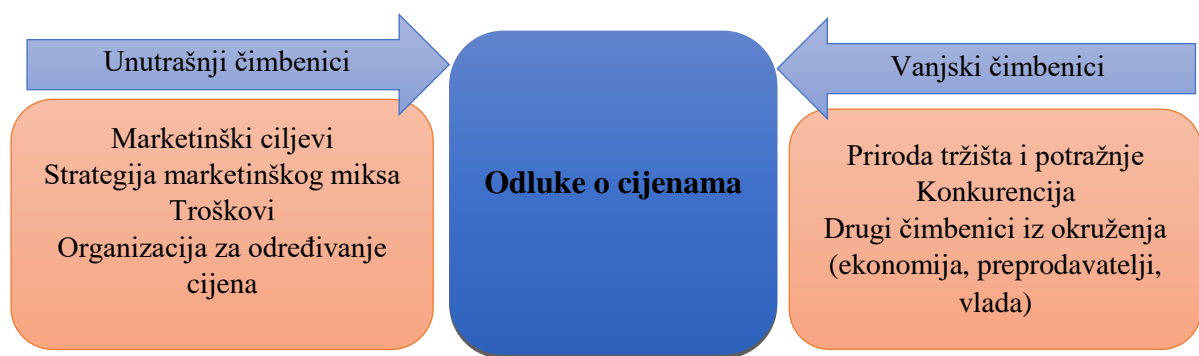 Unutrašnji čimbenici
Marketinški ciljevi
Strategija marketinškog miksa
Troškovi
Organizacija za određivanje
cijena
Odluke o cijenama
Vanjski čimbenici
Priroda tržišta i potražnje
Konkurencija
Drugi čimbenici iz okruženja
(ekonomija, preprodavatelji,
vlada)